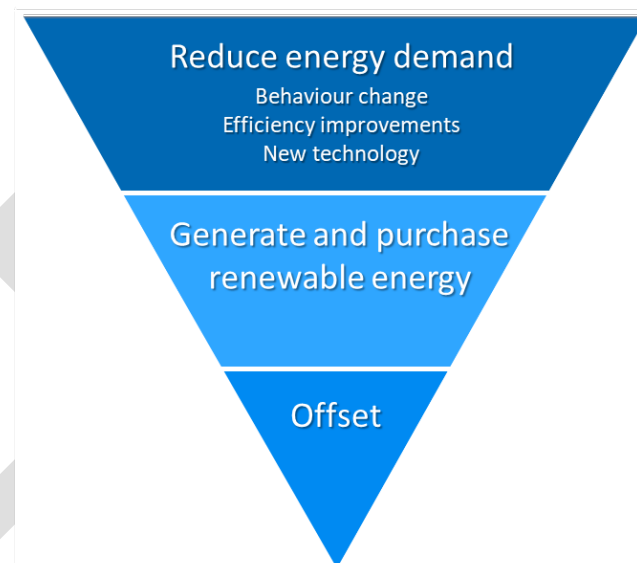 Reduce energy demand
Behaviour change
Efficiency improvements
New technology
Generate and purchase
renewable energy
Offset